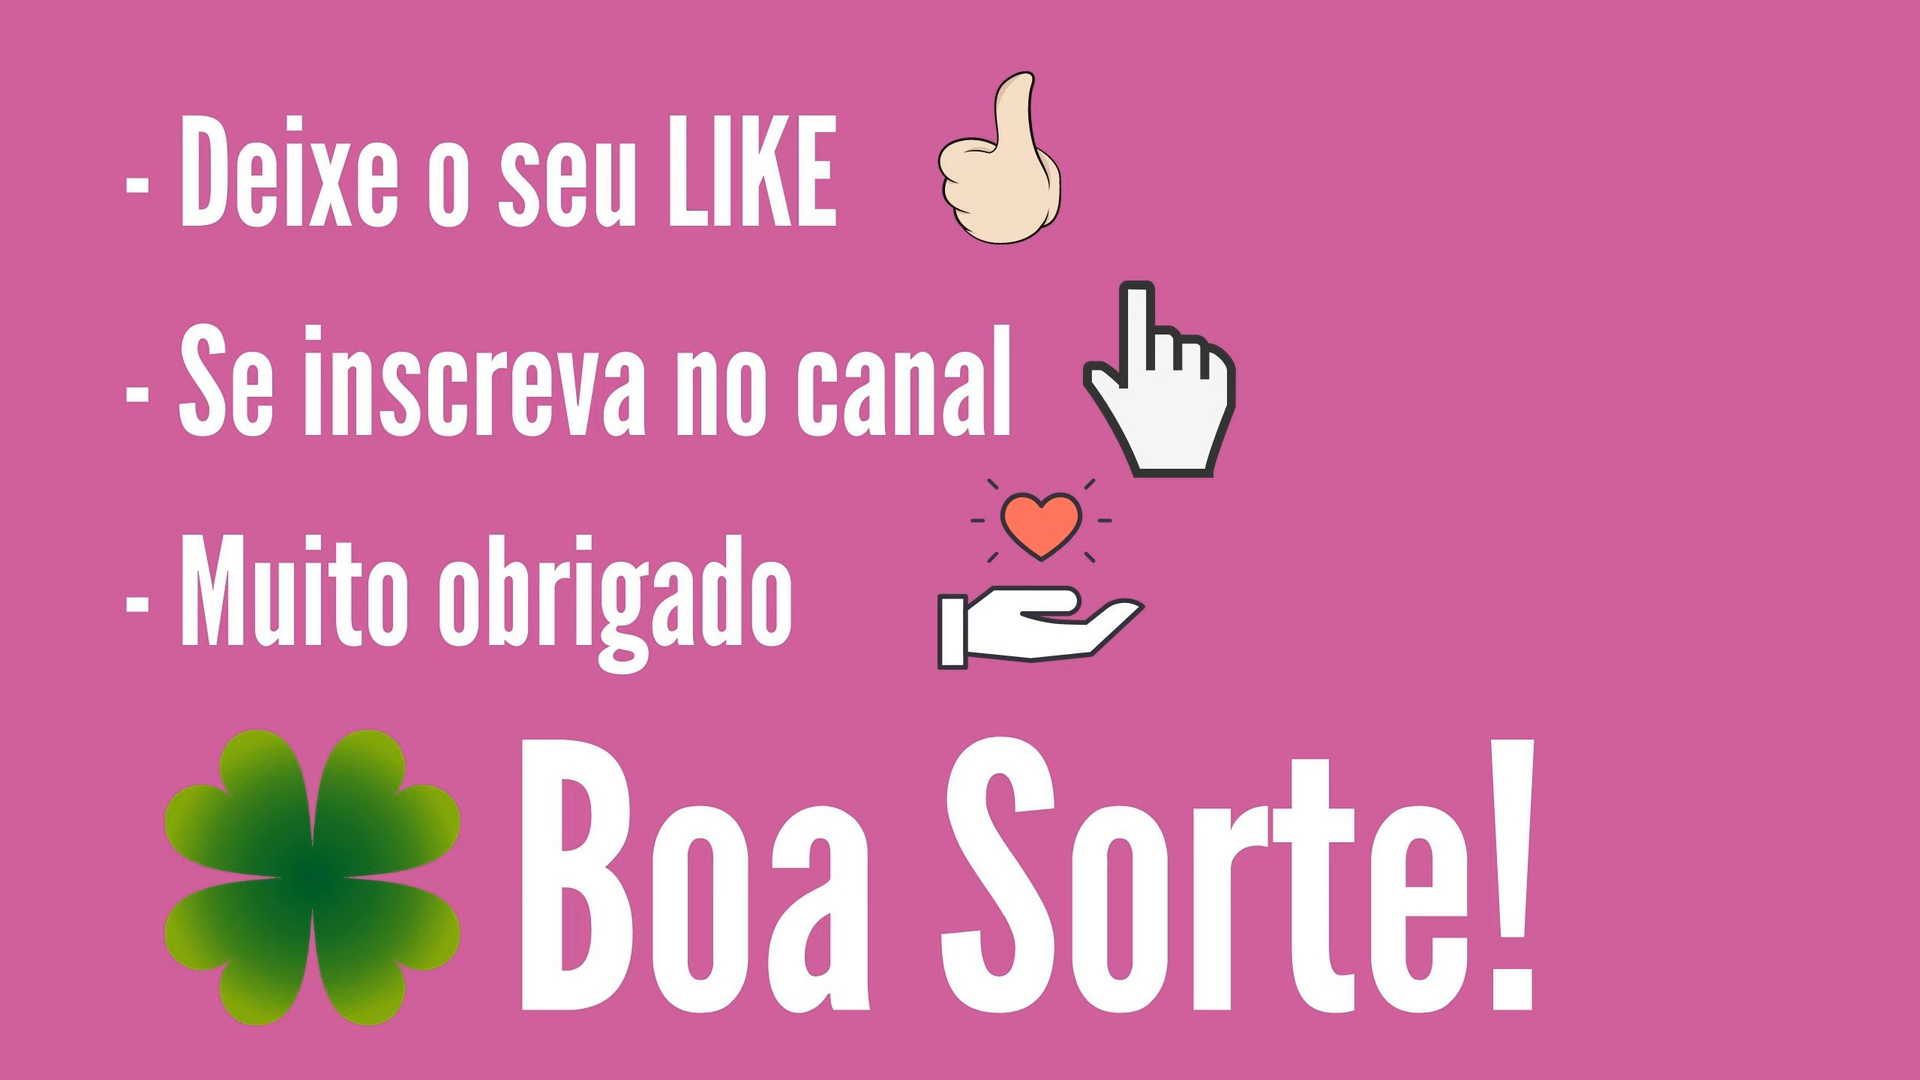 - Deixe o seu LIKE
- Se inscreva no canal
- Muito obrigado
Boa Sorte!